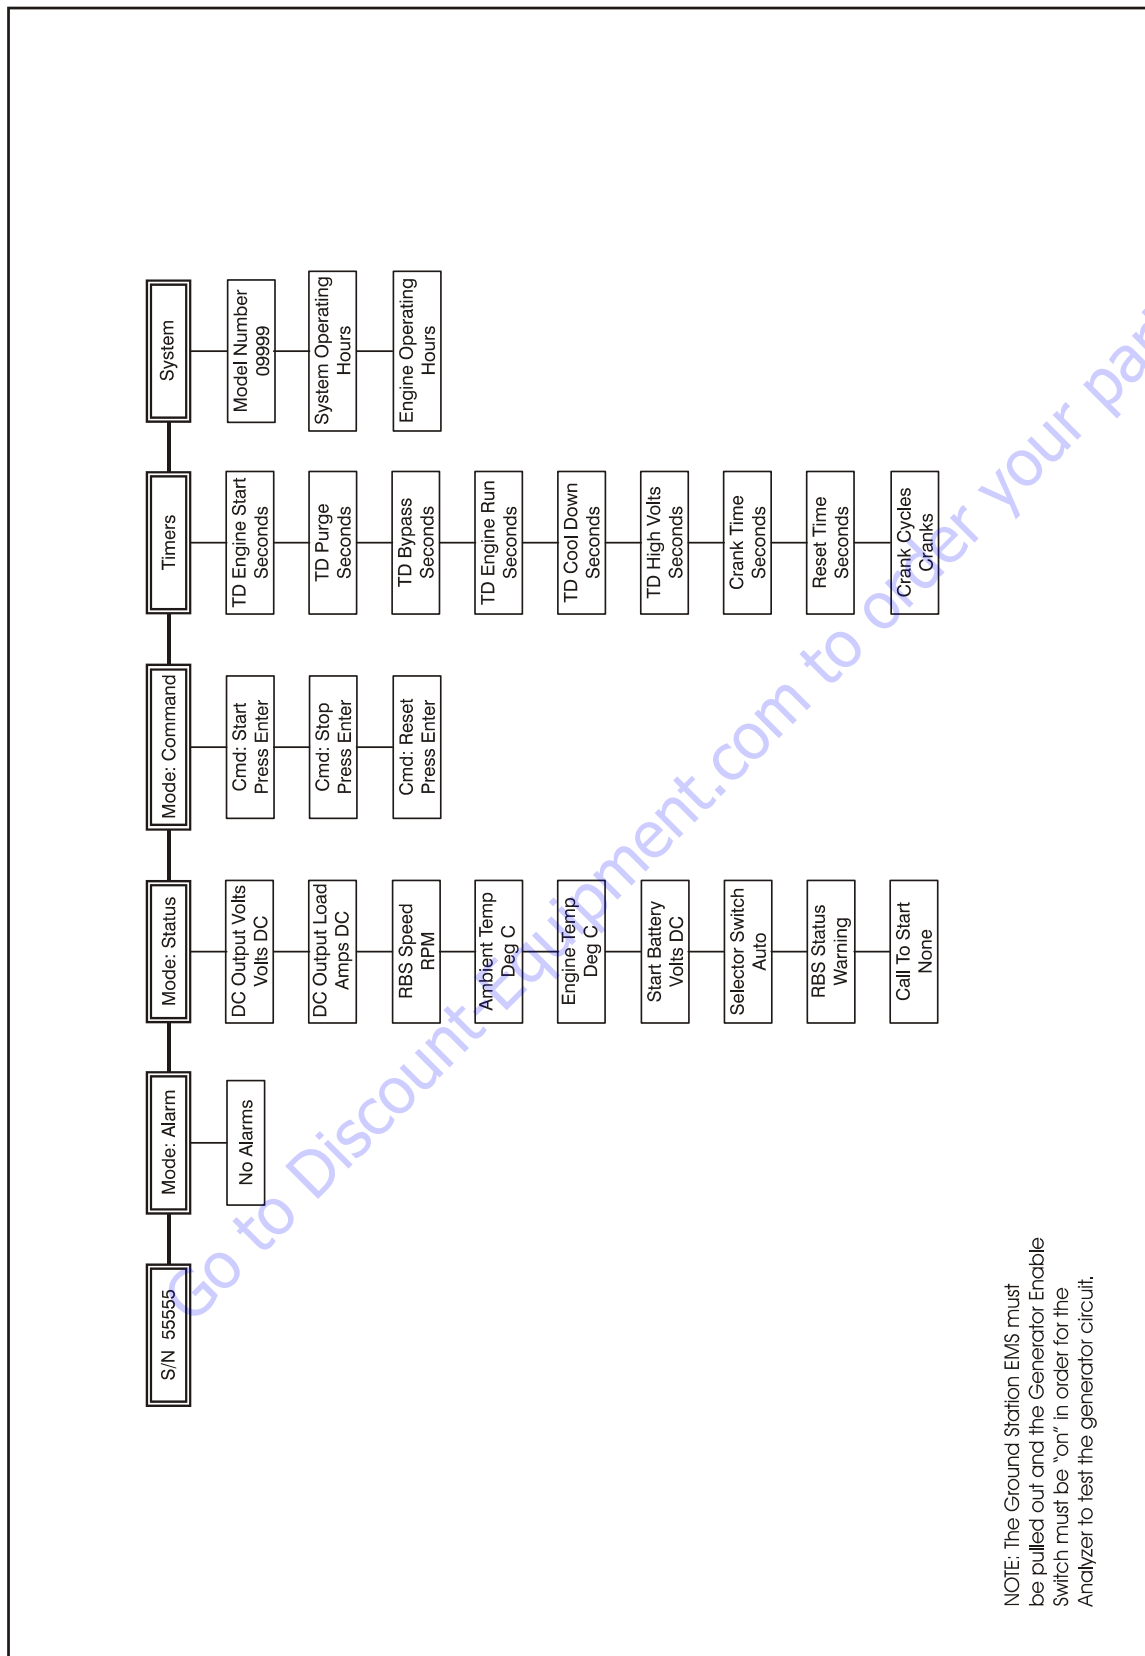 S/N 55555
Mode: Alarm
No Alarms
Mode: Status
DC Output Volts
Volts DC
DC Output Load
Amps DC
RBS Speed
RPM
Ambient Temp
Deg C
Engine Temp
Deg C
Start Battery
Volts DC
Selector Switch
Auto
RBS Status
Warning
Call To Start
None
Mode: Command
Cmd: Start
Press Enter
Cmd: Stop
Press Enter
Cmd: Reset
Press Enter
Timers
TD Engine Start
Seconds
TD Purge
Seconds
TD Bypass
Seconds
TD Engine Run
Seconds
TD Cool Down
Seconds
TD High Volts
Seconds
Crank Time
Seconds
Reset Time
Seconds
Crank Cycles
Cranks
System
Model Number
09999
System Operating
Hours
Engine Operating
Hours
NOTE: The Ground Station EMS must
be pulled out and the Generator Enable
Switch must be "on" in order for the
Analyzer to test the generator circuit.
Go to Discount-Equipment.com to order your par